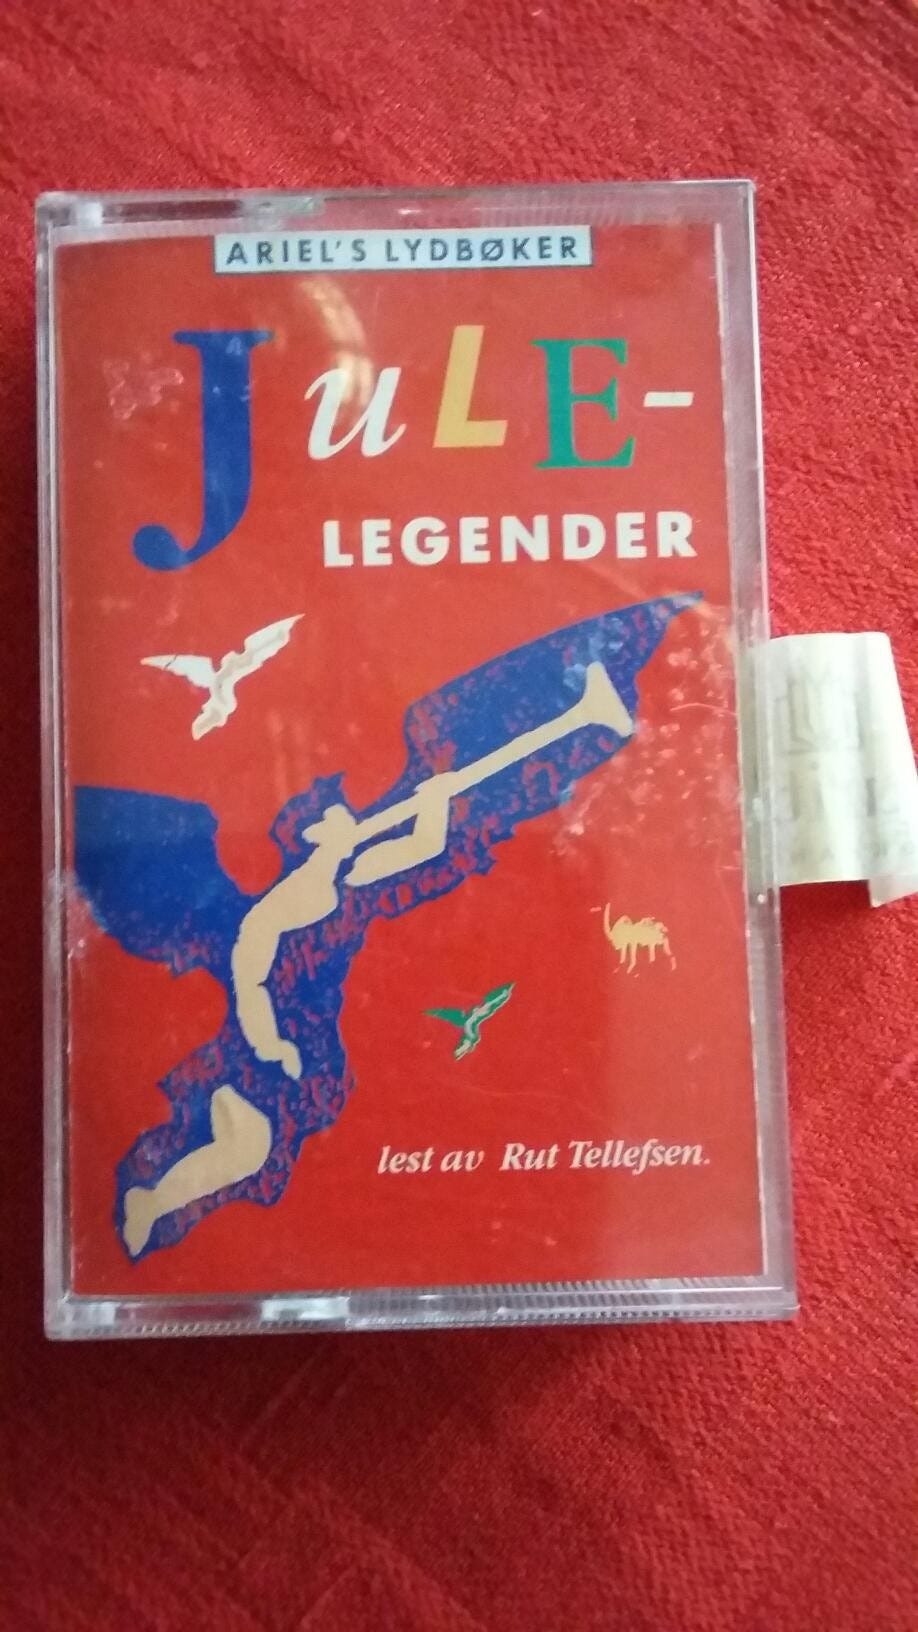 ARIEL'S LYDBØKER
JuLE-
LEGENDER
lest av Rut Tellefsen.